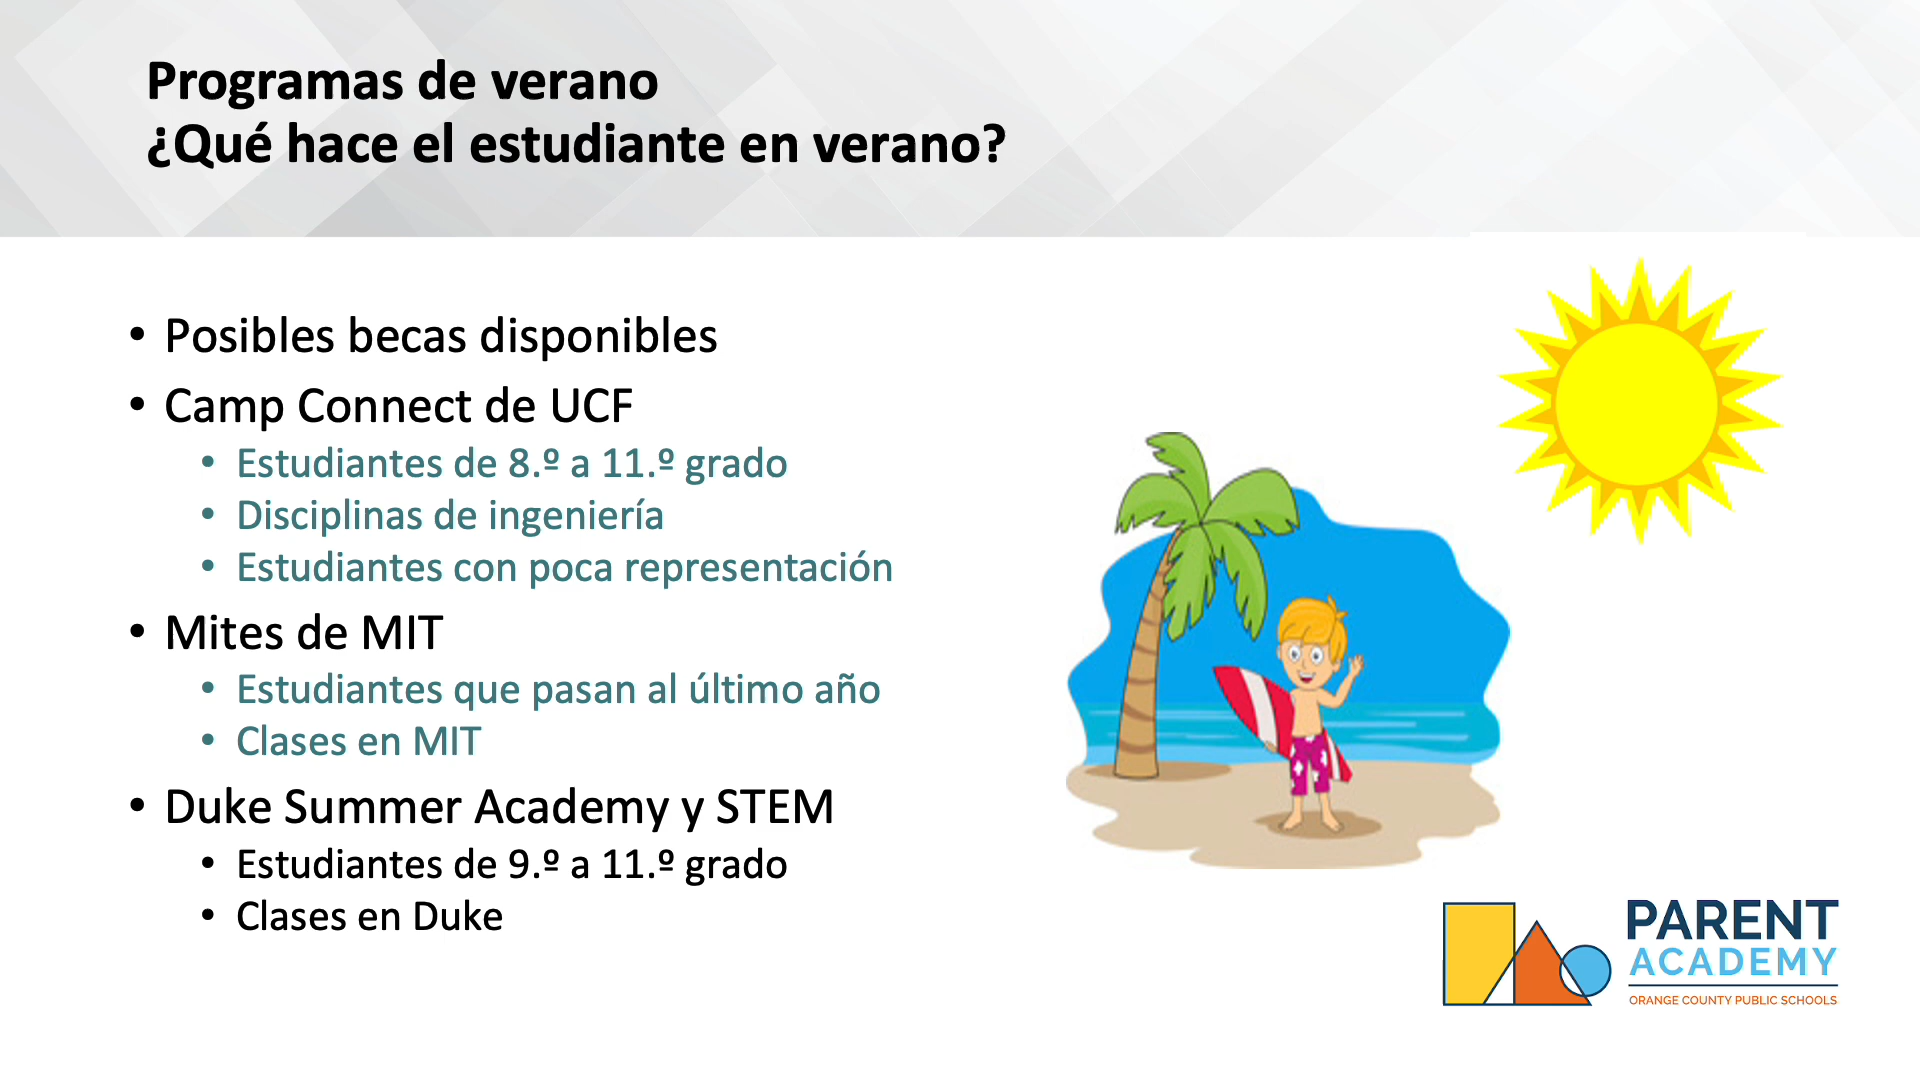 Programas de verano
¿Qué hace el estudiante en verano?
• Posibles becas disponibles
• Camp Connect de UCF
• Estudiantes de 8.º a 11.º grado
• Disciplinas de ingeniería
• Estudiantes con poca representación
• Mites de MIT
• Estudiantes que pasan al último año
• Clases en MIT
• Duke Summer Academy y STEM
• Estudiantes de 9.º a 11.º grado
• Clases en Duke
PARENT
ACADEMY
ORANGE COUNTY PUBLIC SCHOOLS